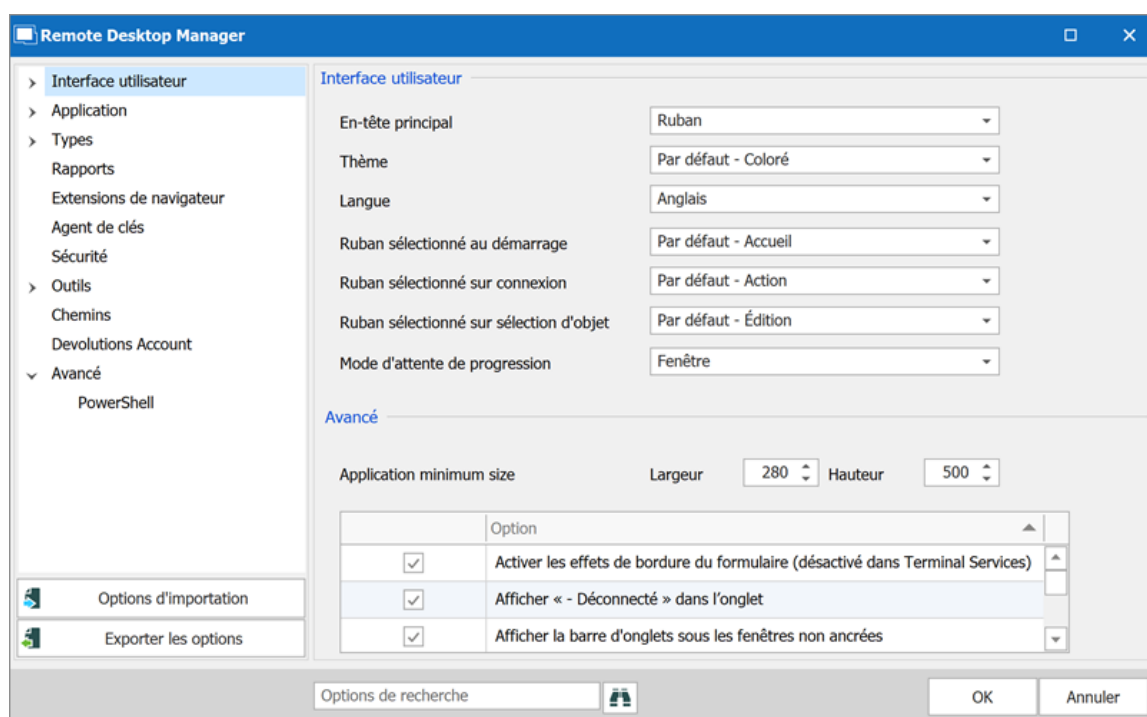 Remote Desktop Manager
Interface utilisateur
Application
Types
Rapports
Extensions de navigateur
Agent de clés
Sécurité
Outils
Chemins
Devolutions Account
Avancé
PowerShell
Options d'importation
Exporter les options
Interface utilisateur
En-tête principal Ruban
Thème Par défaut - Coloré
Langue Anglais
Ruban sélectionné au démarrage Par défaut - Accueil
Ruban sélectionné sur connexion Par défaut - Action
Ruban sélectionné sur sélection d'objet Par défaut - Édition
Mode d'attente de progression Fenêtre
Avancé
Application minimum size Largeur 280 Hauteur 500
Option
Activer les effets de bordure du formulaire (désactivé dans Terminal Services)
Afficher « - Déconnecté » dans l’onglet
Afficher la barre d'onglets sous les fenêtres non ancrées
Options de recherche
OK
Annuler